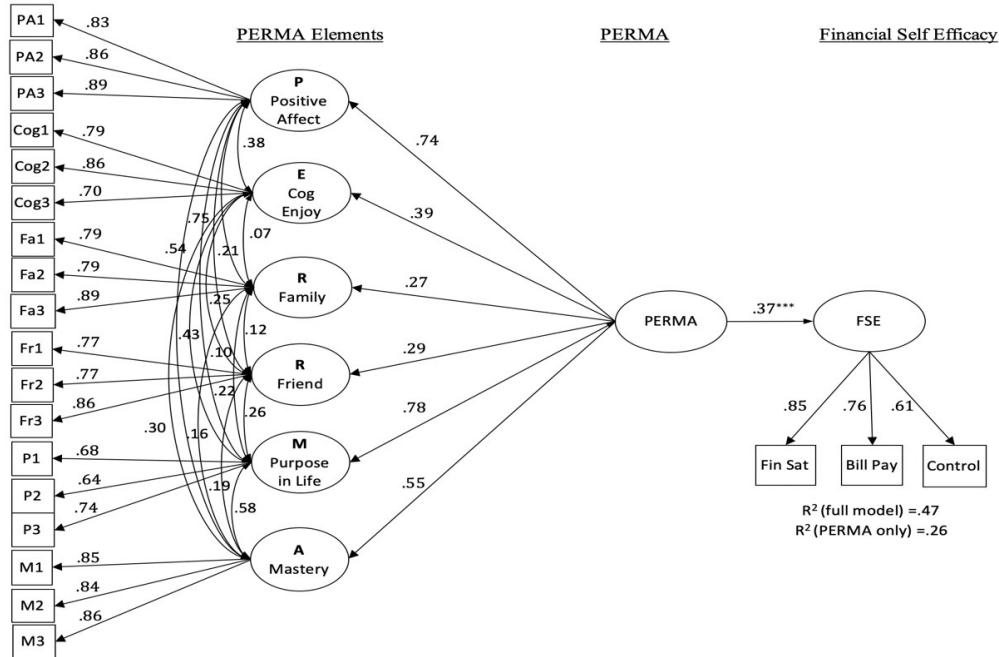 PERMA Elements
PERMA
Financial Self Efficacy
PA1
PA2
PA3
Cog1
Cog2
Cog3
Fa1
Fa2
Fa3
Fr1
Fr2
Fr3
P1
P2
P3
M1
M2
M3
.83
.86
.89
.79
.86
.70
.79
.79
.89
.77
.77
.86
.68
.64
.74
.85
.84
.86
P
Positive
Affect
E
Cog
Enjoy
R
Family
R
Friend
M
Purpose
in Life
A
Mastery
.38
.75
.07
.54
.21
.25
.12
.43
.10
.22
.26
.30
.16
.19
.58
.74
.39
.27
.29
.78
.55
PERMA
.37***
FSE
.85
.76
.61
Fin Sat
Bill Pay
Control
R² (full model) =.47
R² (PERMA only) =.26